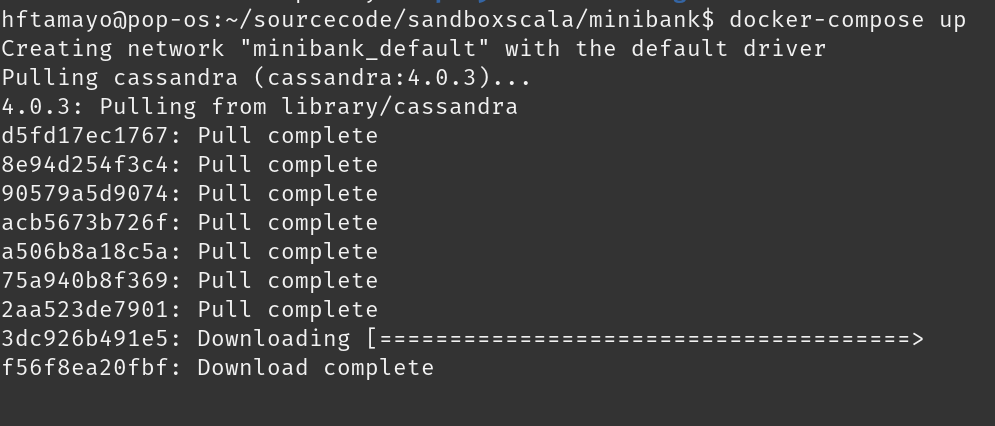 hftamayo@pop-os:~/sourcecode/sandboxscala/minibank$ docker-compose up
Creating network "minibank_default" with the default driver
Pulling cassandra (cassandra:4.0.3)...
4.0.3: Pulling from library/cassandra
d5fd17ec1767: Pull complete
8e94d254f3c4: Pull complete
90579a5d9074: Pull complete
acb5673b726f: Pull complete
a506b8a18c5a: Pull complete
75a940b8f369: Pull complete
2aa523de7901: Pull complete
3dc926b491e5: Downloading [======================================>
f56f8ea20fbf: Download complete